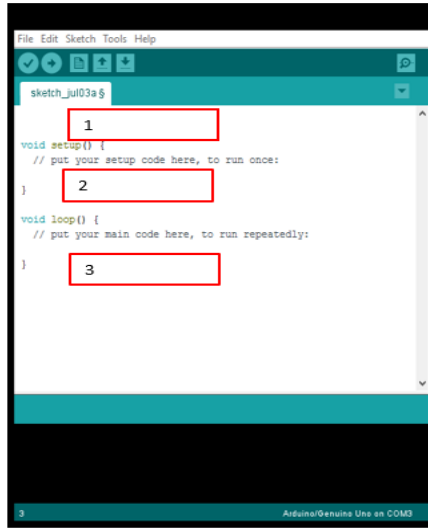 File Edit Sketch Tools Help
sketch_jul03a §
1
void setup() {
// put your setup code here, to run once:
2
}
void loop() {
// put your main code here, to run repeatedly:
}
3
3 Arduino/Genuino Uno on COM3